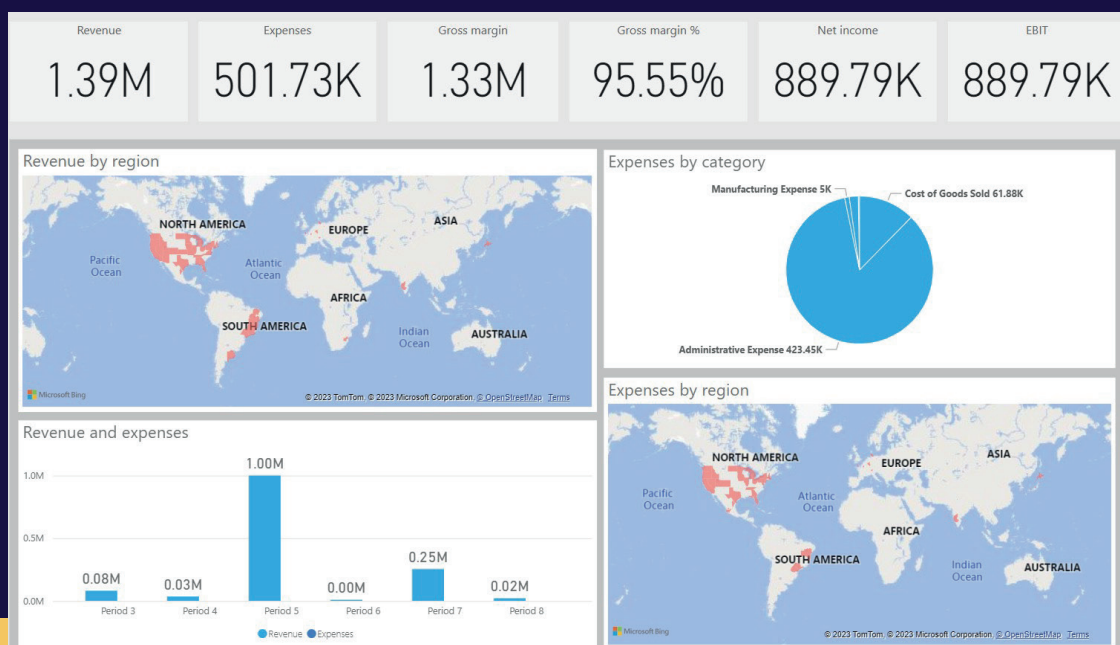 Revenue
1.39M
Expenses
501.73K
Gross margin
1.33M
Gross margin %
95.55%
Net income
889.79K
EBIT
889.79K
Revenue by region
NORTH AMERICA
EUROPE
ASIA
Pacific
Ocean
Atlantic
Ocean
AFRICA
SOUTH AMERICA
Indian
Ocean
AUSTRALIA
Microsoft Bing
© 2023 TomTom, © 2023 Microsoft Corporation, © OpenStreetMap Terms
Expenses by category
Manufacturing Expense 5K
Cost of Goods Sold 61.88K
Administrative Expense 423.45K
Revenue and expenses
1.0M
0.5M
0.0M
0.08M
0.03M
1.00M
0.00M
0.25M
0.02M
Period 3
Period 4
Period 5
Period 6
Period 7
Period 8
Revenue Expenses
Expenses by region
NORTH AMERICA
EUROPE
ASIA
Pacific
Ocean
Atlantic
Ocean
AFRICA
SOUTH AMERICA
Indian
Ocean
AUSTRALIA
Microsoft Bing
© 2023 TomTom, © 2023 Microsoft Corporation, © OpenStreetMap Terms